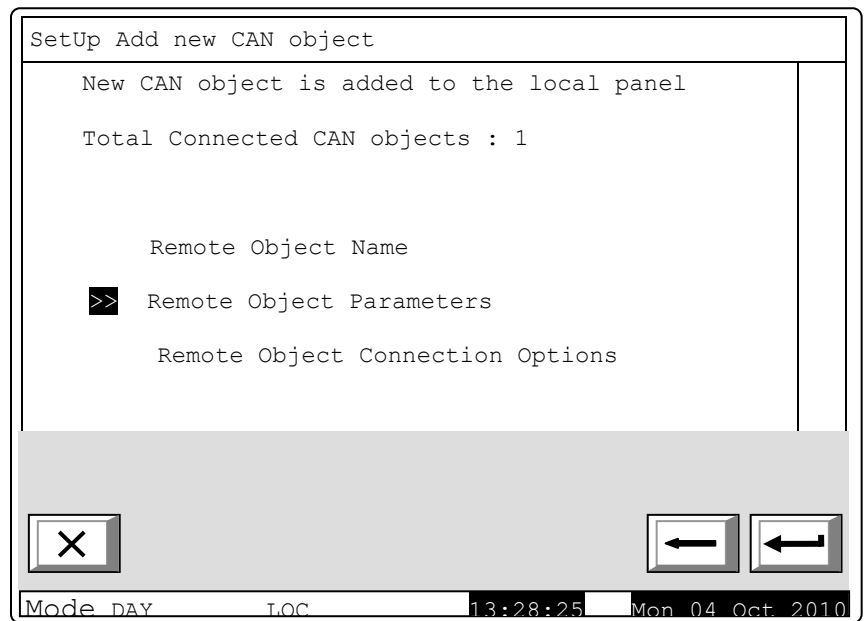 SetUp Add new CAN object
New CAN object is added to the local panel
Total Connected CAN objects : 1
Remote Object Name
>> Remote Object Parameters
Remote Object Connection Options
Mode DAY LOC 13:28:25 Mon 04 Oct 2010